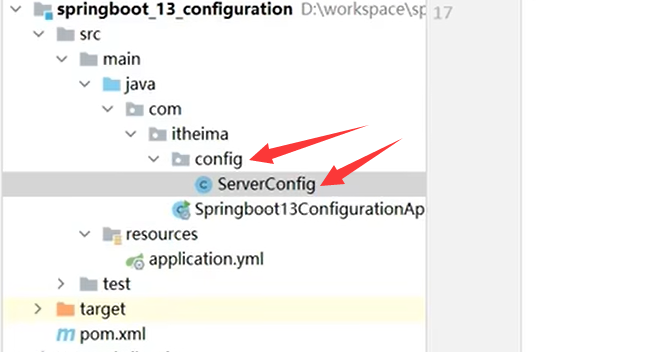 springboot_13_configuration D:\workspace\sp
17
src
main
java
com
itheima
config
ServerConfig
Springboot13ConfigurationAp
resources
application.yml
test
target
pom.xml